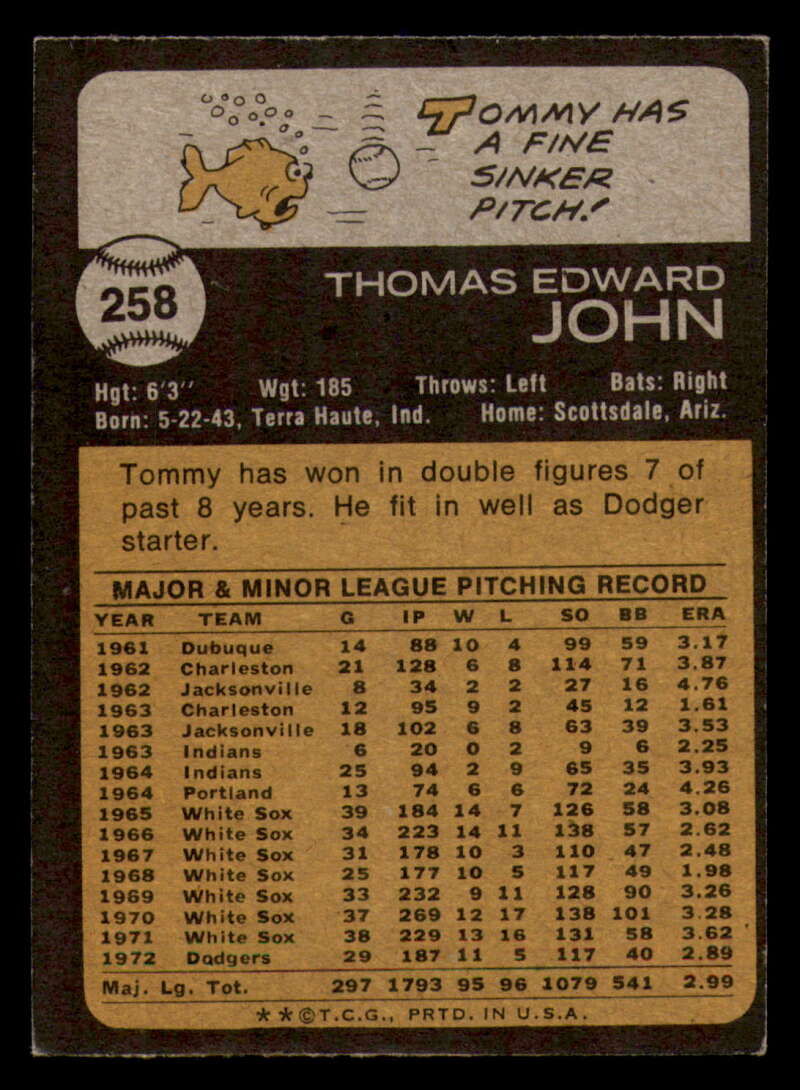 TOMMY HAS
A FINE
SINKER
PITCH!
258
THOMAS EDWARD
JOHN
Hgt: 6'3" Wgt: 185 Throws: Left Bats: Right
Born: 5-22-43, Terra Haute, Ind. Home: Scottsdale, Ariz.
Tommy has won in double figures 7 of
past 8 years. He fit in well as Dodger
starter.
MAJOR & MINOR LEAGUE PITCHING RECORD
YEAR TEAM G IP W L SO BB ERA
1961 Dubuque 14 88 10 4 99 59 3.17
1962 Charleston 21 128 6 8 114 71 3.87
1962 Jacksonville 8 34 2 2 27 16 4.76
1963 Charleston 12 95 9 2 45 12 1.61
1963 Jacksonville 18 102 6 8 63 39 3.53
1963 Indians 6 20 0 2 9 6 2.25
1964 Indians 25 94 2 9 65 35 3.93
1964 Portland 13 74 6 6 72 24 4.26
1965 White Sox 39 184 14 7 126 58 3.08
1966 White Sox 34 223 14 11 138 57 2.62
1967 White Sox 31 178 10 3 110 47 2.48
1968 White Sox 25 177 10 5 117 49 1.98
1969 White Sox 33 232 9 11 128 90 3.26
1970 White Sox 37 269 12 17 138 101 3.28
1971 White Sox 38 229 13 16 131 58 3.62
1972 Dodgers 29 187 11 5 117 40 2.89
Maj. Lg. Tot. 297 1793 95 96 1079 541 2.99
**©T.C.G., PRTD. IN U.S.A.